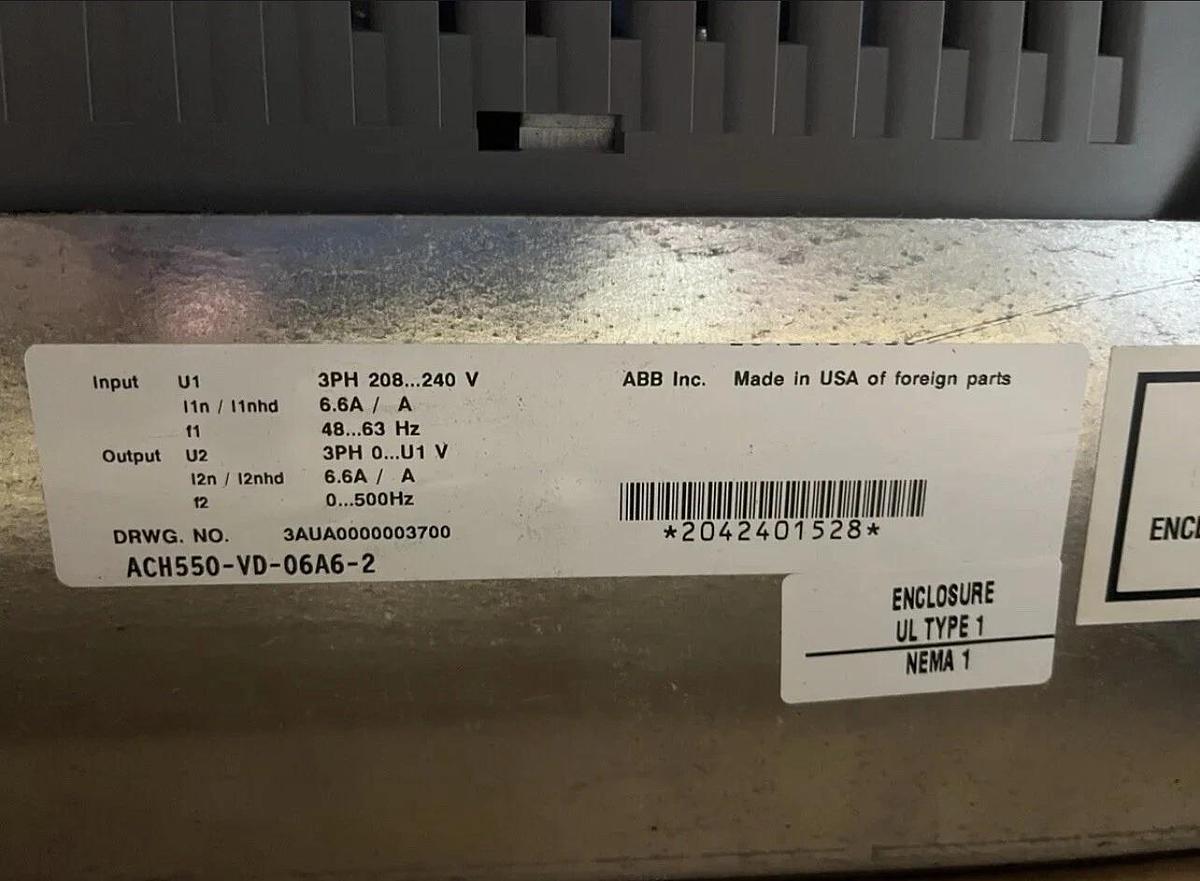 Input U1 3PH 208...240 V
I1n / I1nhd 6.6A / A
f1 48...63 Hz
Output U2 3PH 0...U1 V
I2n / I2nhd 6.6A / A
f2 0...500Hz
DRWG. NO. 3AUA0000003700
ACH550-VD-06A6-2
ABB Inc. Made in USA of foreign parts
*2042401528*
ENCLOSURE
UL TYPE 1
NEMA 1